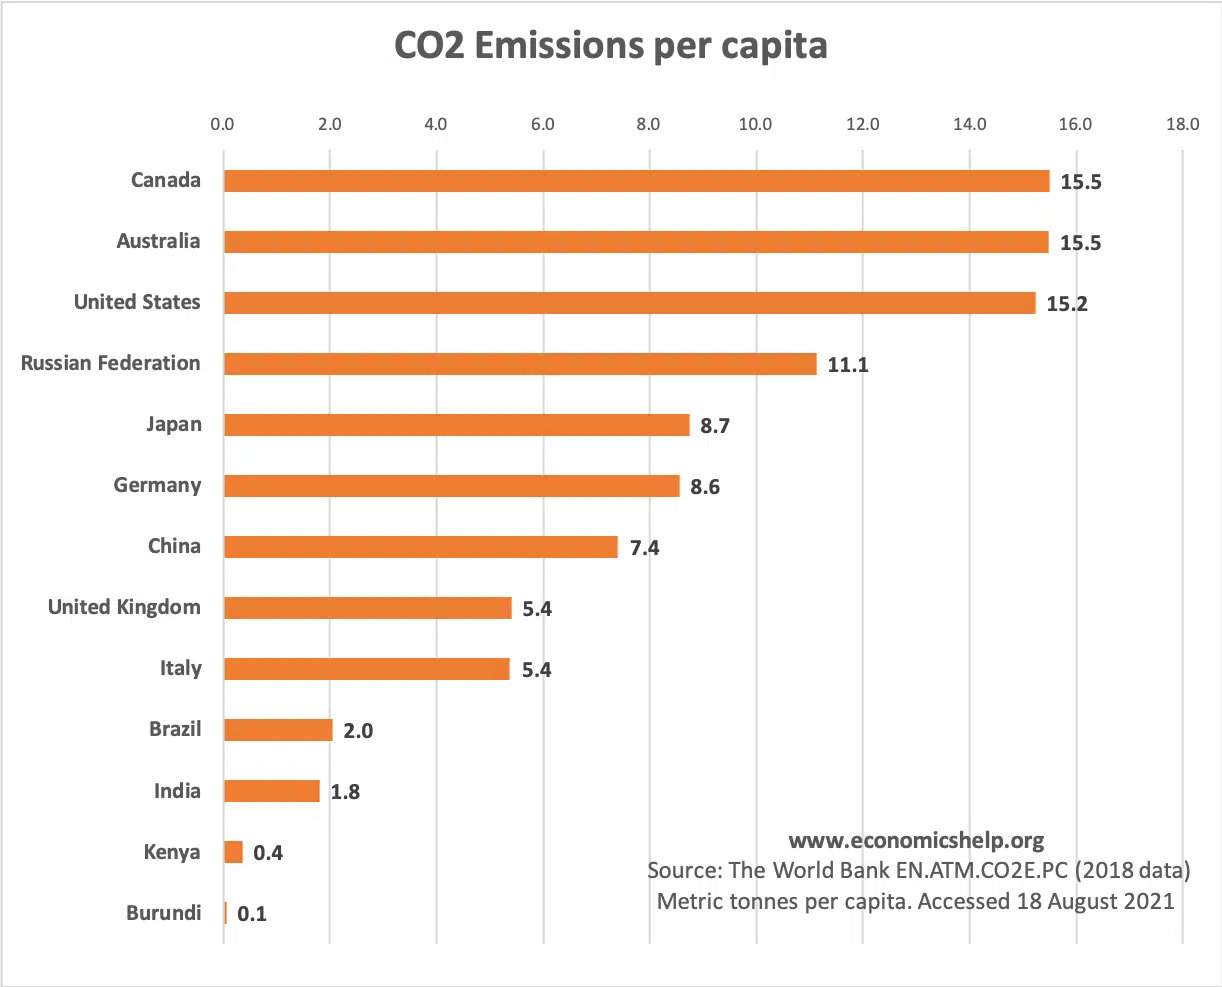 CO2 Emissions per capita
0.0 2.0 4.0 6.0 8.0 10.0 12.0 14.0 16.0 18.0
Canada 15.5
Australia 15.5
United States 15.2
Russian Federation 11.1
Japan 8.7
Germany 8.6
China 7.4
United Kingdom 5.4
Italy 5.4
Brazil 2.0
India 1.8
Kenya 0.4
Burundi 0.1
www.economicshelp.org
Source: The World Bank EN.ATM.CO2E.PC (2018 data)
Metric tonnes per capita. Accessed 18 August 2021